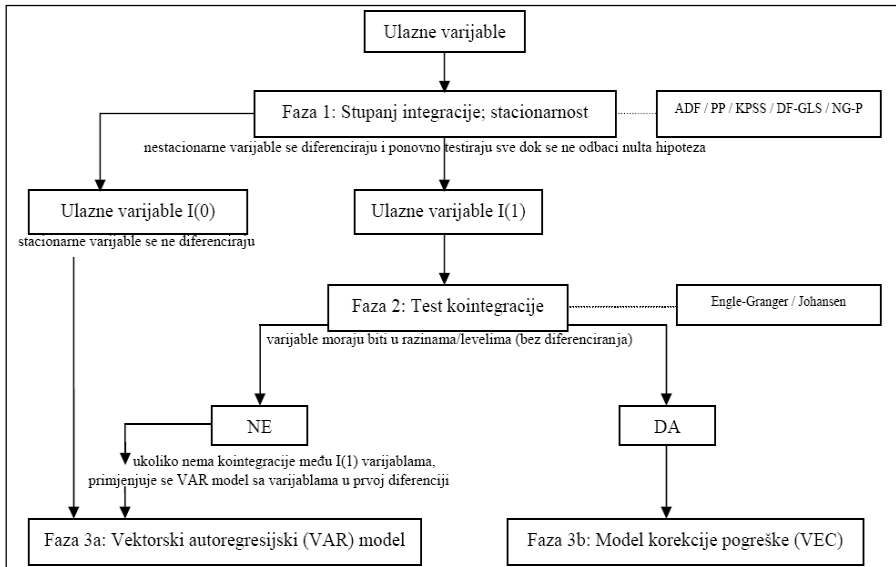 Ulazne varijable
Faza 1: Stupanj integracije; stacionarnost
ADF / PP / KPSS / DF-GLS / NG-P
nestacionarne varijable se diferenciraju i ponovno testiraju sve dok se ne odbaci nulta hipoteza
Ulazne varijable I(0)
Ulazne varijable I(1)
stacionarne varijable se ne diferenciraju
Faza 2: Test kointegracije
Engle-Granger / Johansen
varijable moraju biti u razinama/levelima (bez diferenciranja)
NE
DA
ukoliko nema kointegracije među I(1) varijablama,
primjenjuje se VAR model sa varijablama u prvoj diferenciji
Faza 3a: Vektorski autoregresijski (VAR) model
Faza 3b: Model korekcije pogreške (VEC)